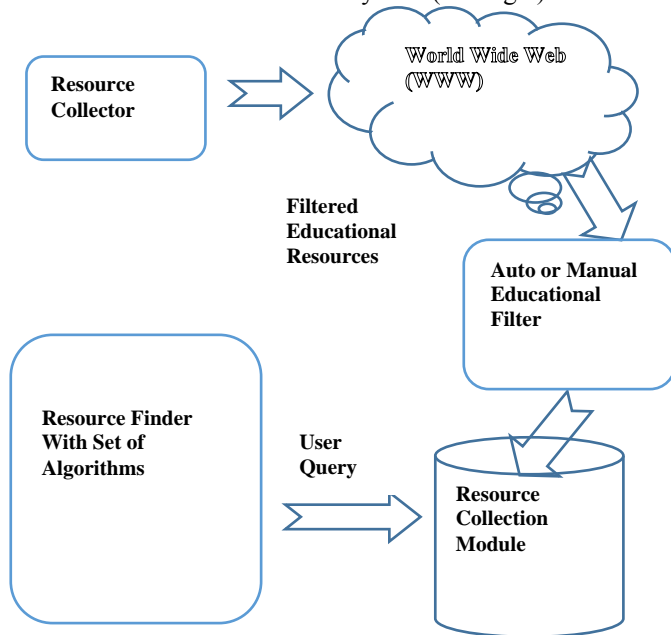 World Wide Web
(WWW)
Resource
Collector
Filtered
Educational
Resources
Auto or Manual
Educational
Filter
Resource Finder
With Set of
Algorithms
User
Query
Resource
Collection
Module